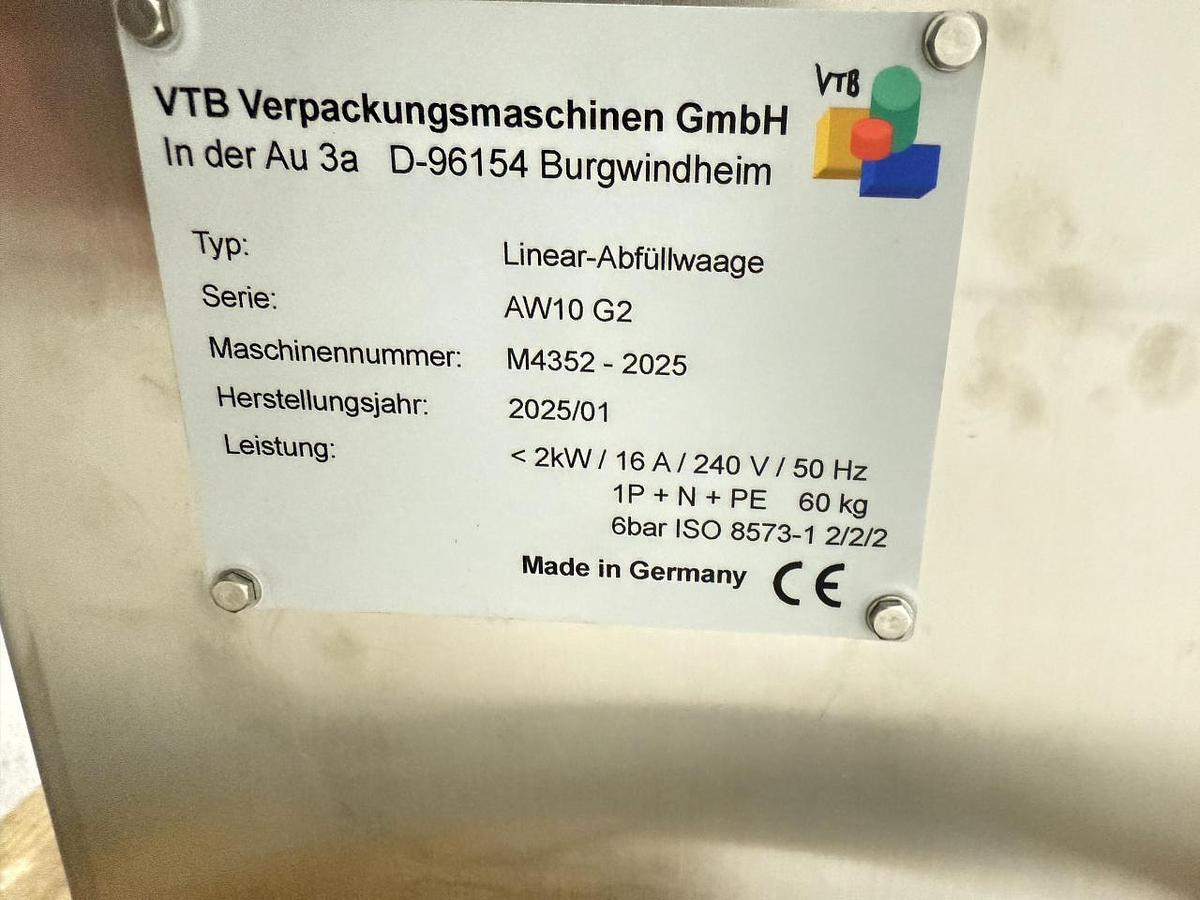 VTB Verpackungsmaschinen GmbH
VTB
In der Au 3a D-96154 Burgwindheim
Typ: Linear-Abfüllwaage
Serie: AW10 G2
Maschinennummer: M4352 - 2025
Herstellungsjahr: 2025/01
Leistung: < 2kW / 16 A / 240 V / 50 Hz
1P + N + PE 60 kg
6bar ISO 8573-1 2/2/2
Made in Germany CE